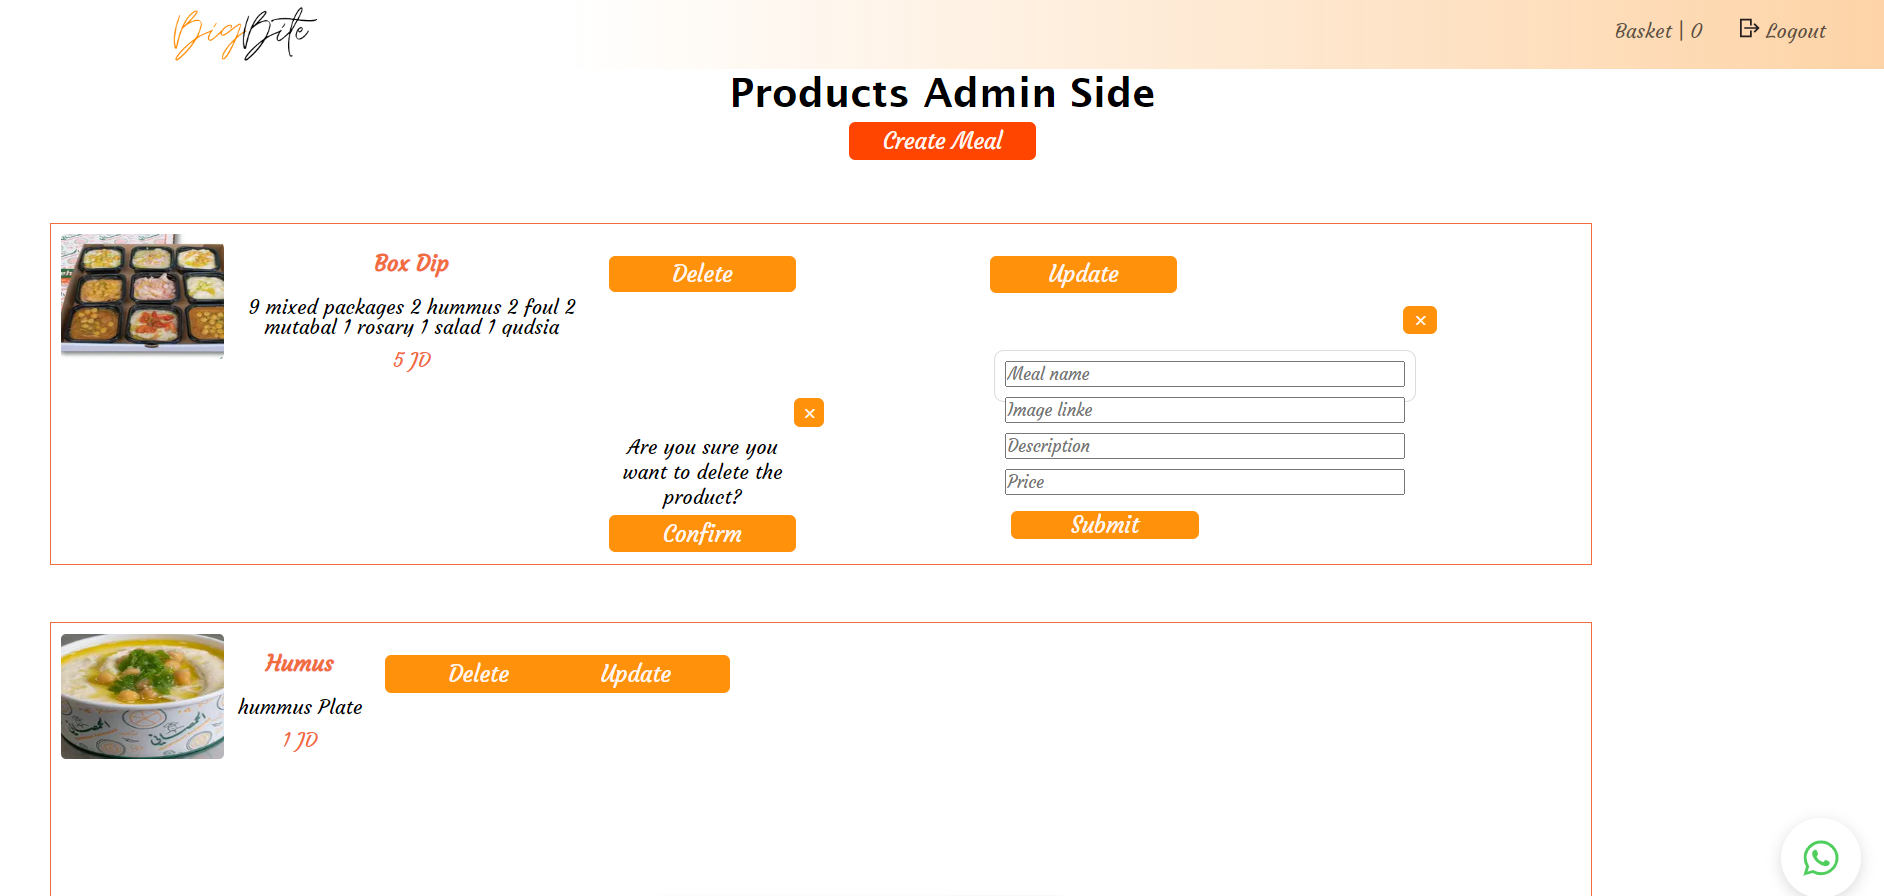 BigBite
Basket | 0
Logout
Products Admin Side
Create Meal
Box Dip
9 mixed packages 2 hummus 2 foul 2
mutabal 1 rosary 1 salad 1 qudsia
5 JD
Delete
×
Are you sure you
want to delete the
product?
Confirm
Update
×
Meal name
Image linke
Description
Price
Submit
Humus
hummus Plate
1 JD
Delete
Update